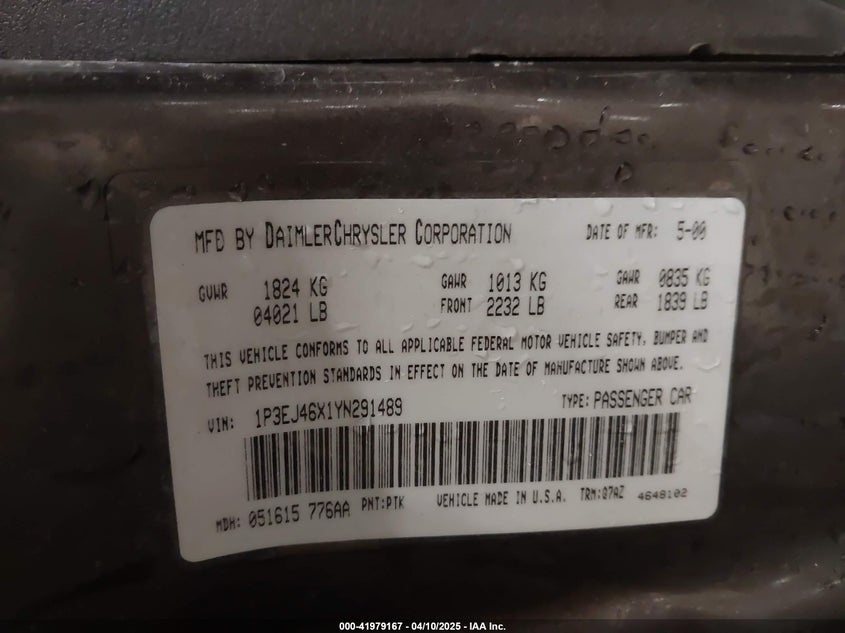 MFD BY DAIMLERCHRYSLER CORPORATION DATE OF MFR: 5-00
GVWR 1824 KG GAWR 1013 KG GAWR 0835 KG
04021 LB FRONT 2232 LB REAR 1839 LB
THIS VEHICLE CONFORMS TO ALL APPLICABLE FEDERAL MOTOR VEHICLE SAFETY, BUMPER AND
THEFT PREVENTION STANDARDS IN EFFECT ON THE DATE OF MANUFACTURE SHOWN ABOVE.
VIN: 1P3EJ46X1YN291489 TYPE: PASSENGER CAR
MDH: 051615 776AA PNT: PTK VEHICLE MADE IN U.S.A. TRM: Q7AZ 4648102
000-41979167 - 04/10/2025 - IAA Inc.